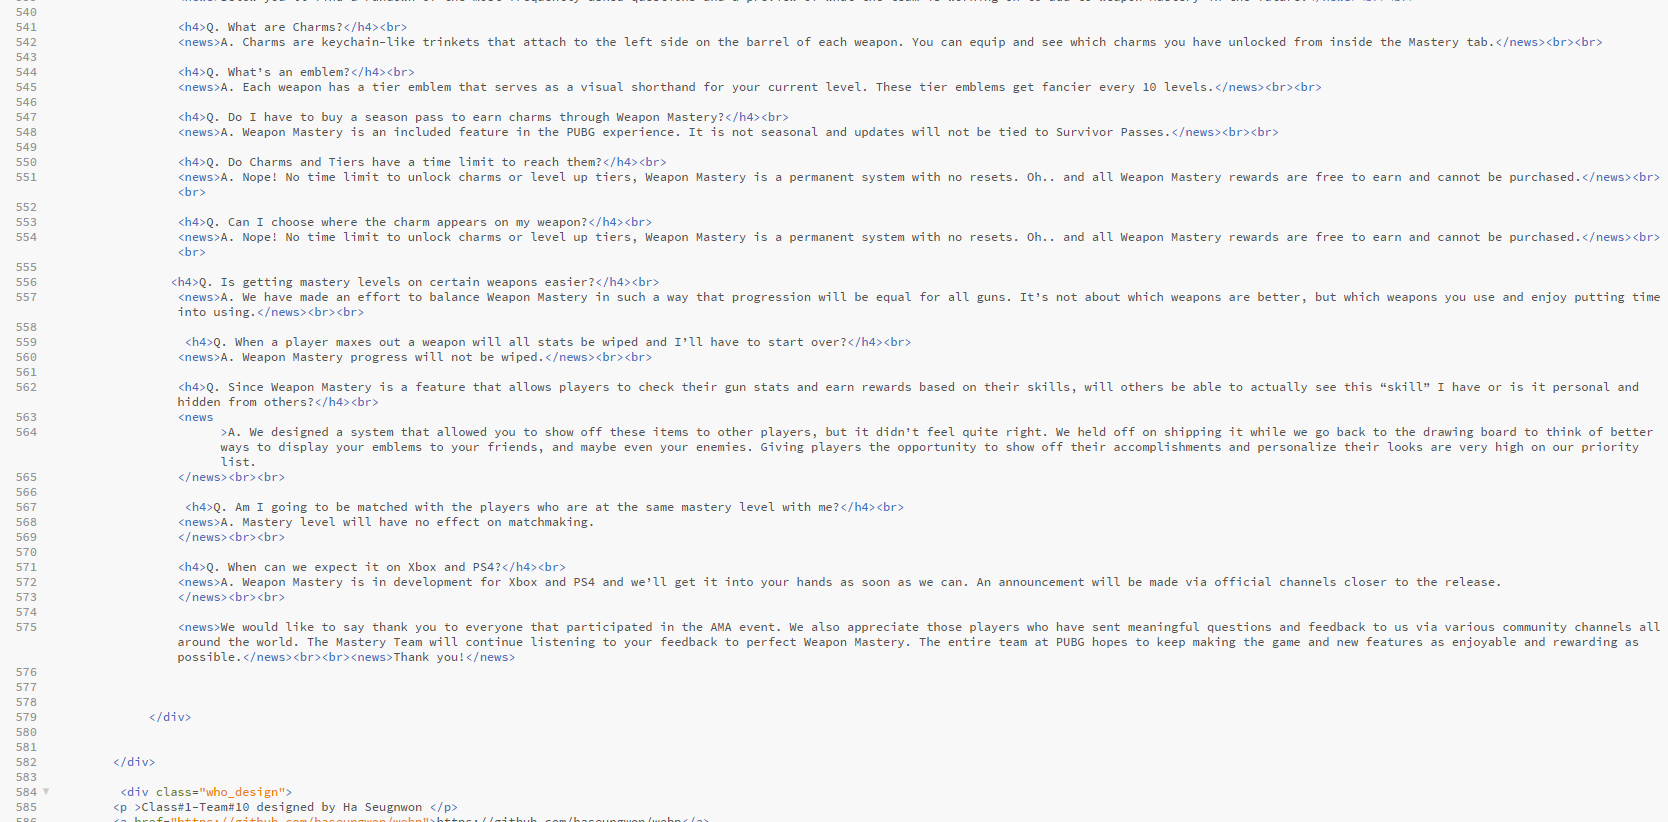 540
541 <h4>Q. What are Charms?</h4><br>
542 <news>A. Charms are keychain-like trinkets that attach to the left side on the barrel of each weapon. You can equip and see which charms you have unlocked from inside the Mastery tab.</news><br><br>
543
544 <h4>Q. What’s an emblem?</h4><br>
545 <news>A. Each weapon has a tier emblem that serves as a visual shorthand for your current level. These tier emblems get fancier every 10 levels.</news><br><br>
546
547 <h4>Q. Do I have to buy a season pass to earn charms through Weapon Mastery?</h4><br>
548 <news>A. Weapon Mastery is an included feature in the PUBG experience. It is not seasonal and updates will not be tied to Survivor Passes.</news><br><br>
549
550 <h4>Q. Do Charms and Tiers have a time limit to reach them?</h4><br>
551 <news>A. Nope! No time limit to unlock charms or level up tiers, Weapon Mastery is a permanent system with no resets. Oh.. and all Weapon Mastery rewards are free to earn and cannot be purchased.</news><br>
<br>
552
553 <h4>Q. Can I choose where the charm appears on my weapon?</h4><br>
554 <news>A. Nope! No time limit to unlock charms or level up tiers, Weapon Mastery is a permanent system with no resets. Oh.. and all Weapon Mastery rewards are free to earn and cannot be purchased.</news><br>
<br>
555
556 <h4>Q. Is getting mastery levels on certain weapons easier?</h4><br>
557 <news>A. We have made an effort to balance Weapon Mastery in such a way that progression will be equal for all guns. It’s not about which weapons are better, but which weapons you use and enjoy putting time
into using.</news><br><br>
558
559 <h4>Q. When a player maxes out a weapon will all stats be wiped and I’ll have to start over?</h4><br>
560 <news>A. Weapon Mastery progress will not be wiped.</news><br><br>
561
562 <h4>Q. Since Weapon Mastery is a feature that allows players to check their gun stats and earn rewards based on their skills, will others be able to actually see this “skill” I have or is it personal and
hidden from others?</h4><br>
563 <news
564 >A. We designed a system that allowed you to show off these items to other players, but it didn’t feel quite right. We held off on shipping it while we go back to the drawing board to think of better
ways to display your emblems to your friends, and maybe even your enemies. Giving players the opportunity to show off their accomplishments and personalize their looks are very high on our priority
list.
565 </news><br><br>
566
567 <h4>Q. Am I going to be matched with the players who are at the same mastery level with me?</h4><br>
568 <news>A. Mastery level will have no effect on matchmaking.
569 </news><br><br>
570
571 <h4>Q. When can we expect it on Xbox and PS4?</h4><br>
572 <news>A. Weapon Mastery is in development for Xbox and PS4 and we’ll get it into your hands as soon as we can. An announcement will be made via official channels closer to the release.
573 </news><br><br>
574
575 <news>We would like to say thank you to everyone that participated in the AMA event. We also appreciate those players who have sent meaningful questions and feedback to us via various community channels all
around the world. The Mastery Team will continue listening to your feedback to perfect Weapon Mastery. The entire team at PUBG hopes to keep making the game and new features as enjoyable and rewarding as
possible.</news><br><br><news>Thank you!</news>
576
577
578
579 </div>
580
581
582 </div>
583
584 <div class="who_design">
585 <p >Class#1-Team#10 designed by Ha Seugnwon </p>